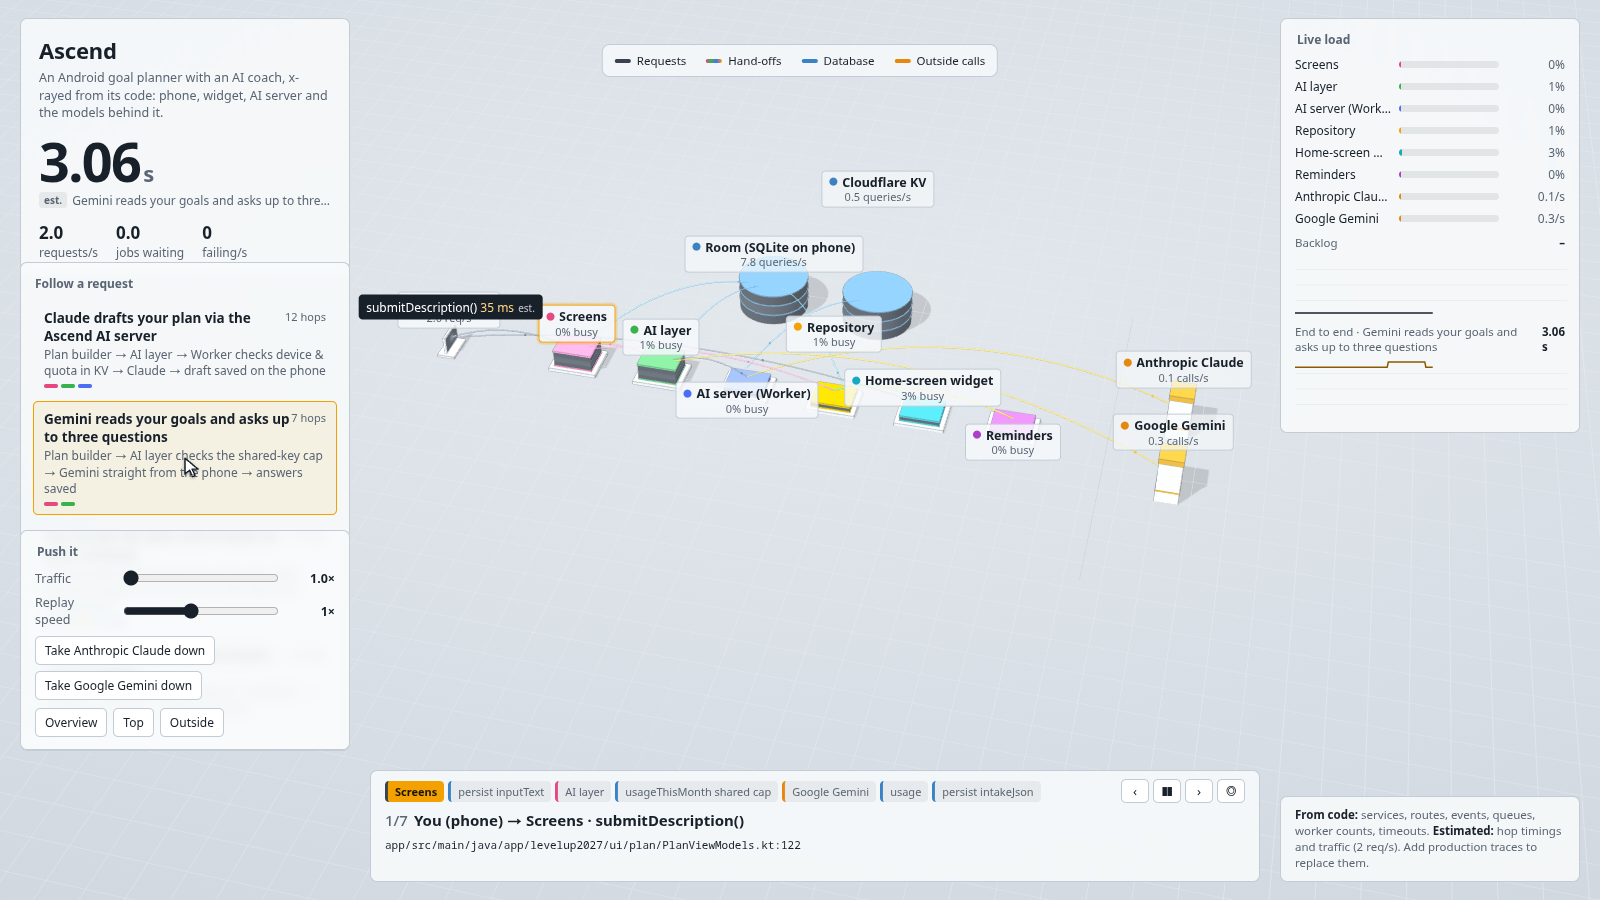 Ascend
An Android goal planner with an AI coach, x-
rayed from its code: phone, widget, AI server and
the models behind it.
3.06 s
est. Gemini reads your goals and asks up to thre...
2.0 0.0 0
requests/s jobs waiting failing/s
Follow a request
Claude drafts your plan via the 12 hops
Ascend AI server
Plan builder → AI layer → Worker checks device &
quota in KV → Claude → draft saved on the phone
Gemini reads your goals and asks up 7 hops
to three questions
Plan builder → AI layer checks the shared-key cap
→ Gemini straight from the phone → answers
saved
Push it
Traffic 1.0×
Replay
speed 1×
Take Anthropic Claude down
Take Google Gemini down
Overview Top Outside
Requests Hand-offs Database Outside calls
Cloudflare KV
0.5 queries/s
Room (SQLite on phone)
7.8 queries/s
submitDescription() 35 ms est.
Screens
0% busy
AI layer
1% busy
Repository
1% busy
AI server (Worker)
0% busy
Home-screen widget
3% busy
Reminders
0% busy
Anthropic Claude
0.1 calls/s
Google Gemini
0.3 calls/s
Live load
Screens 0%
AI layer 1%
AI server (Work... 0%
Repository 1%
Home-screen ... 3%
Reminders 0%
Anthropic Clau... 0.1/s
Google Gemini 0.3/s
Backlog –
End to end · Gemini reads your goals and 3.06
asks up to three questions s
Screens persist inputText AI layer usageThisMonth shared cap Google Gemini usage persist intakeJson
1/7 You (phone) → Screens · submitDescription()
app/src/main/java/app/levelup2027/ui/plan/PlanViewModels.kt:122
From code: services, routes, events, queues,
worker counts, timeouts. Estimated: hop timings
and traffic (2 req/s). Add production traces to
replace them.